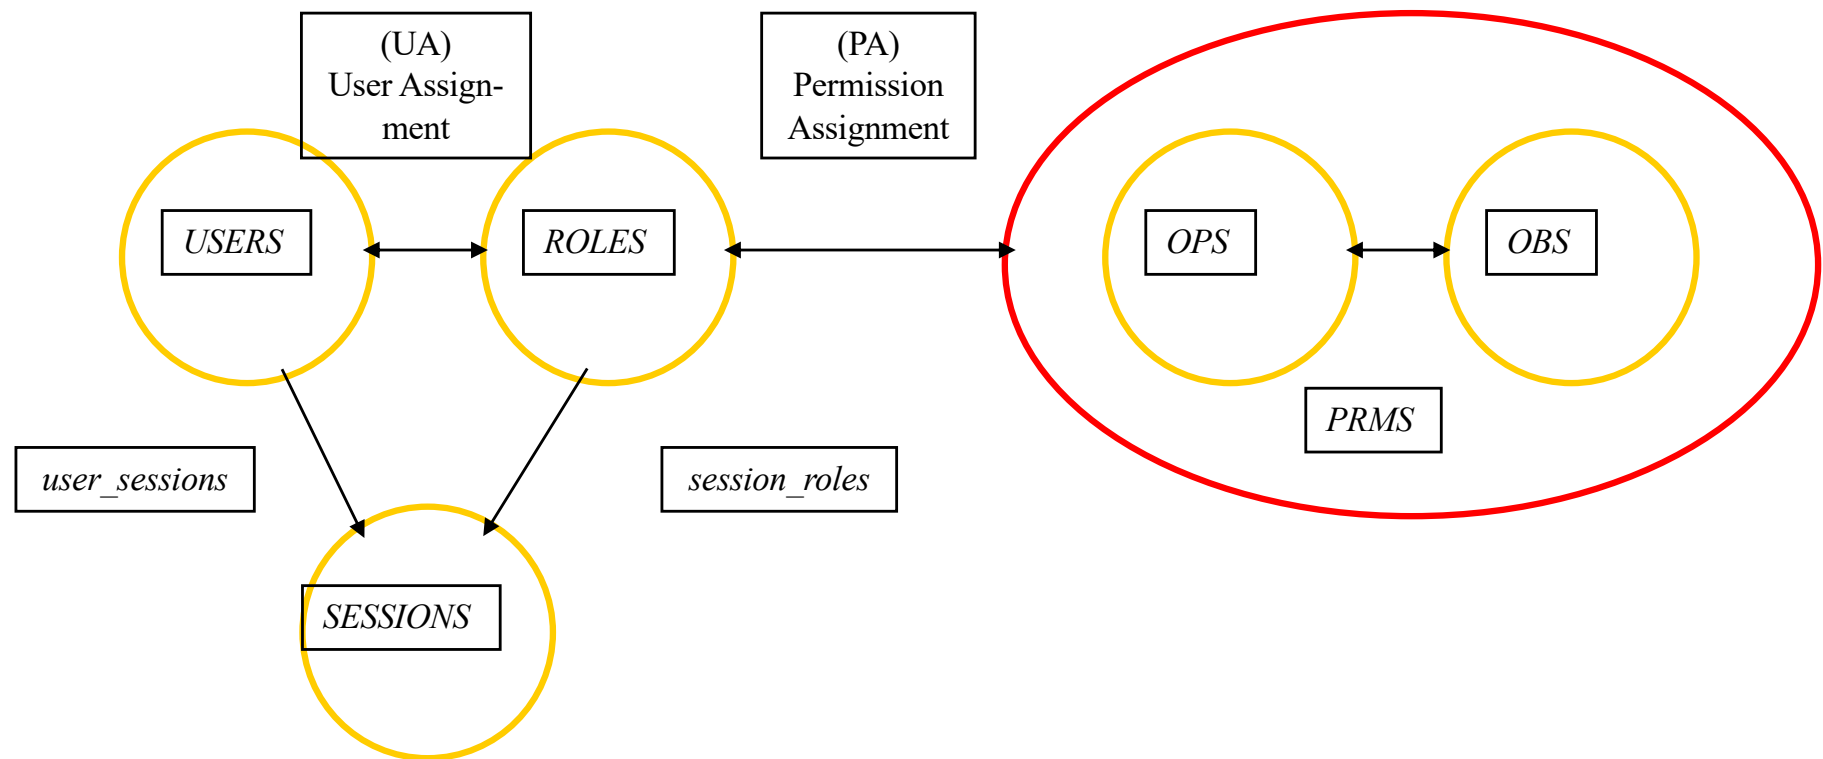 (UA)
User Assign-
ment
(PA)
Permission
Assignment
USERS
ROLES
OPS
OBS
PRMS
user_sessions
session_roles
SESSIONS